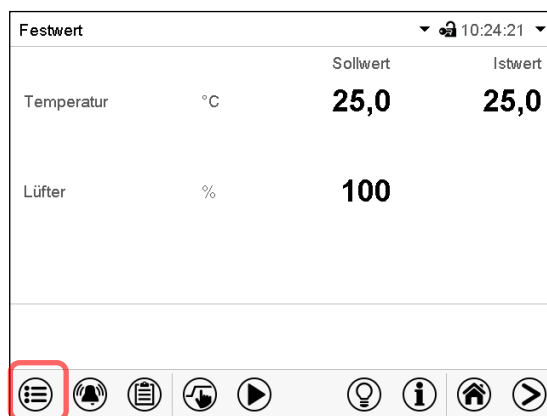 Festwert 10:24:21
Sollwert Istwert
Temperatur °C 25,0 25,0
Lüfter % 100